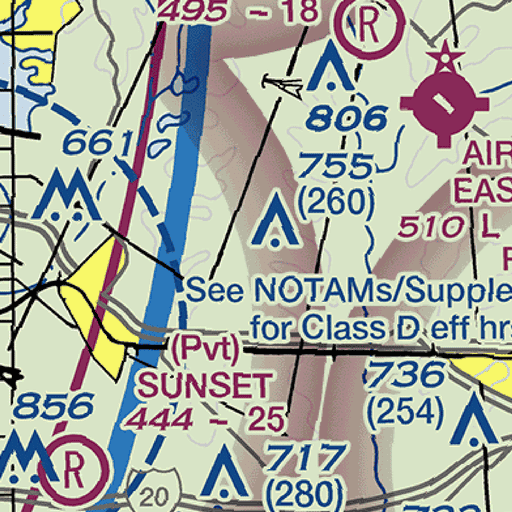 495 - 18
R
806
661
755
(260)
AIR
EAS
510 L
See NOTAMs/Supple
for Class D eff hrs
(Pvt)
SUNSET
444 - 25
736
(254)
856
R
717
(280)
20